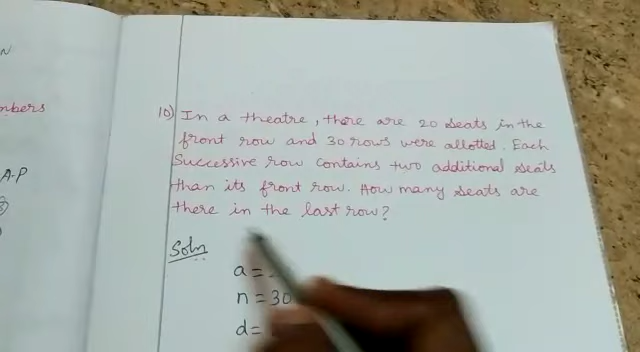 N
mbers
A.P
10) In a theatre, there are 20 seats in the
front row and 30 rows were allotted. Each
Successive row contains two additional seats
than its front row. How many seats are
there in the last row?
Soln
a =
n = 30
d =